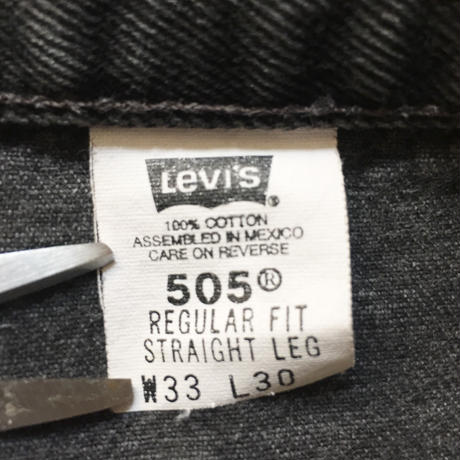 Levi's ®
100% COTTON
ASSEMBLED IN MEXICO
CARE ON REVERSE
505®
REGULAR FIT
STRAIGHT LEG
W33 L30